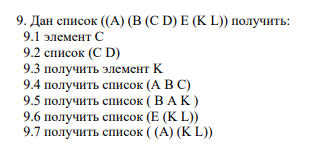 9. Дан список ((A) (B (C D) E (K L)) получить:
9.1 элемент C
9.2 список (C D)
9.3 получить элемент K
9.4 получить список (A B C)
9.5 получить список ( B A K )
9.6 получить список (E (K L))
9.7 получить список ( (A) (K L))